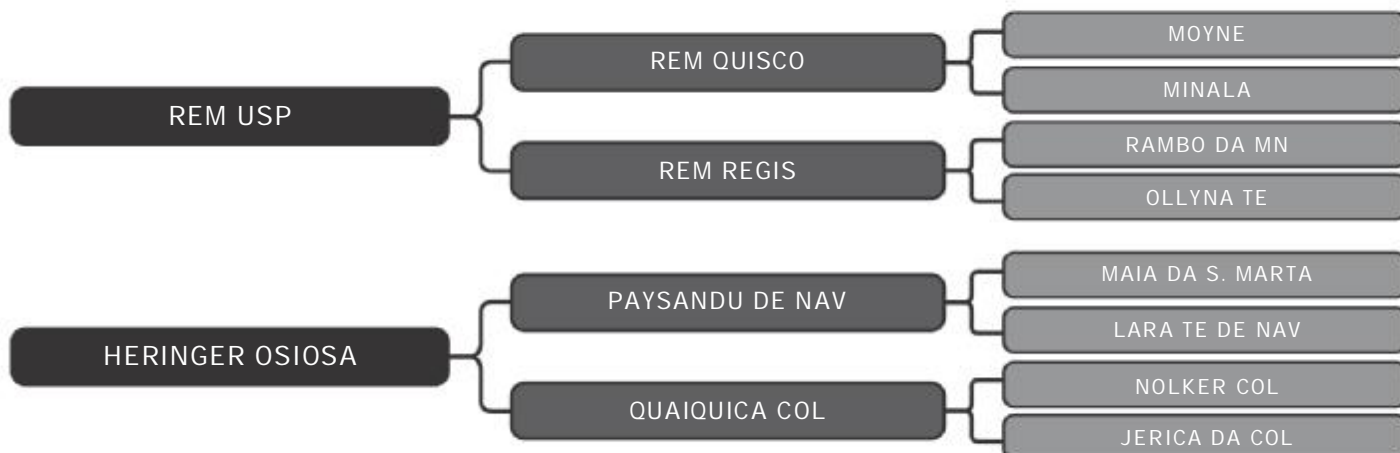 REM USP
REM QUISCO
MOYNE
MINALA
REM REGIS
RAMBO DA MN
OLLYNA TE
HERINGER OSIOSA
PAYSANDU DE NAV
MAIA DA S. MARTA
LARA TE DE NAV
QUAIQUICA COL
NOLKER COL
JERICA DA COL